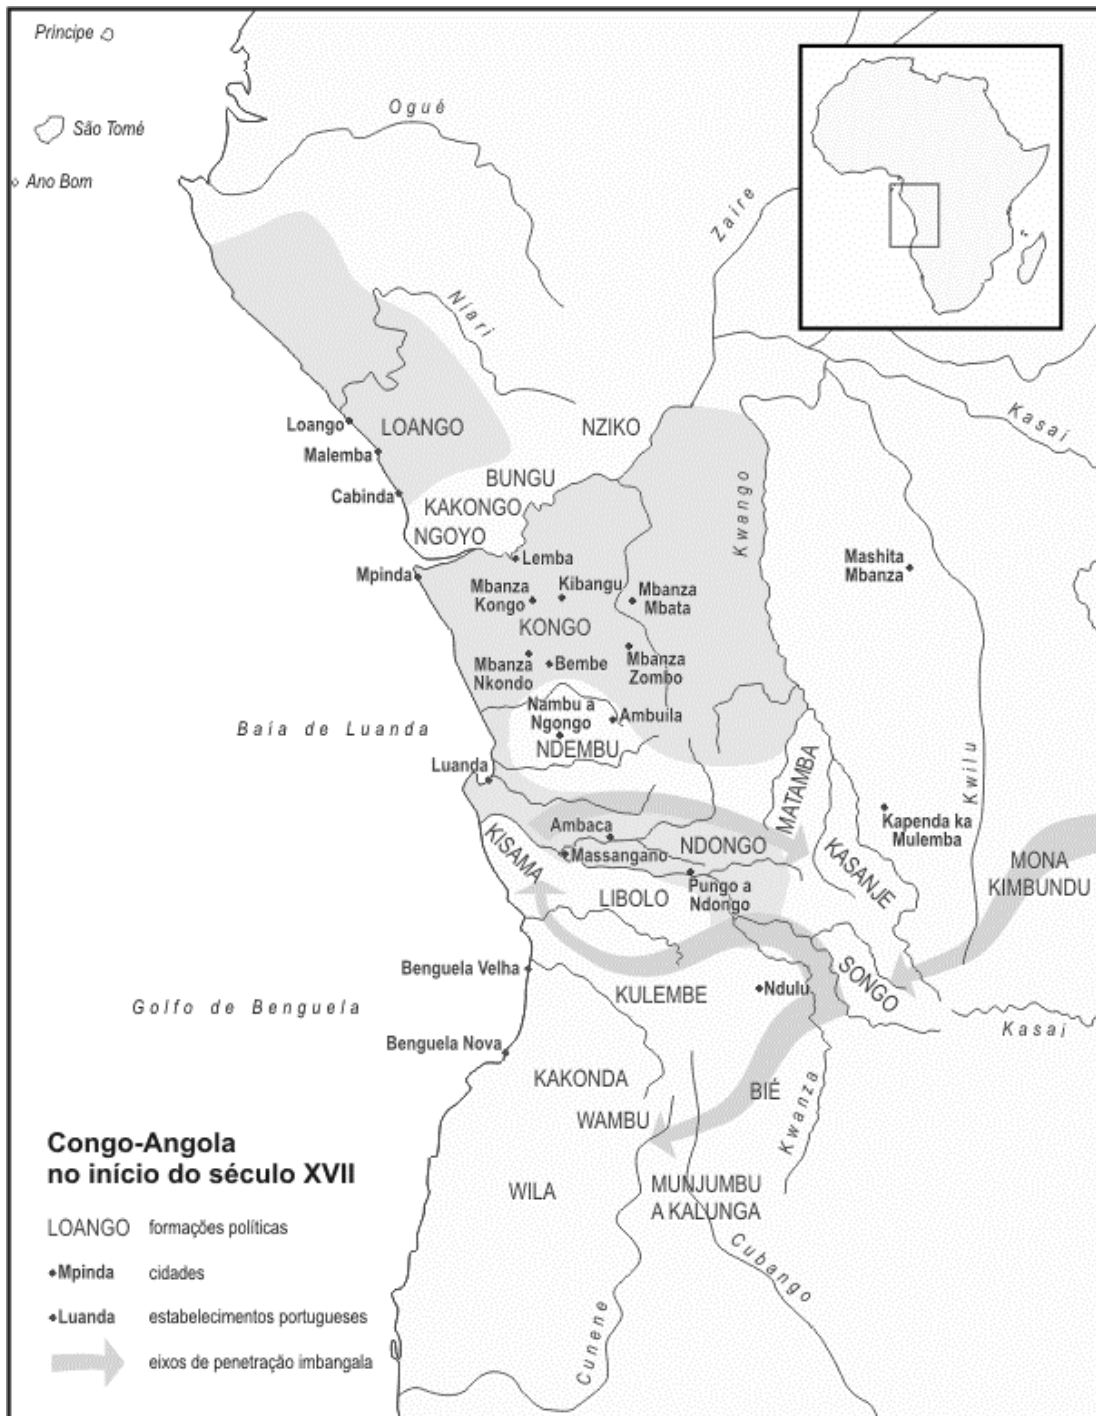 Príncipe
São Tomé
Ano Bom
Ogué
Zaire
Niari
Kasai
Loango
LOANGO
NZIKO
Malemba
BUNGU
Cabinda
KAKONGO
NGOYO
Kwango
Lemba
Mpinda
Mbanza
Kongo
Kibangu
Mbanza
Mbata
Mashita
Mbanza
KONGO
Mbanza
Nkondo
Bembe
Mbanza
Zombo
Nambu a
Ngongo
Ambuila
Baía de Luanda
NDEMBU
Luanda
MATAMBA
Kwilu
Kapenda ka
Mulemba
Ambaca
NDONGO
KISAMA
Massangano
KASANJE
MONA
KIMBUNDU
LIBOLO
Pungo a
Ndongo
Benguela Velha
SONGO
KULEMBE
Ndulu
Golfo de Benguela
Kasai
Benguela Nova
KAKONDA
BIÉ
Kwanza
WAMBU
WILA
MUNJUMBU
A KALUNGA
Cubango
Cunene
Congo-Angola
no início do século XVII
LOANGO formações políticas
Mpinda cidades
Luanda estabelecimentos portugueses
eixos de penetração imbangala